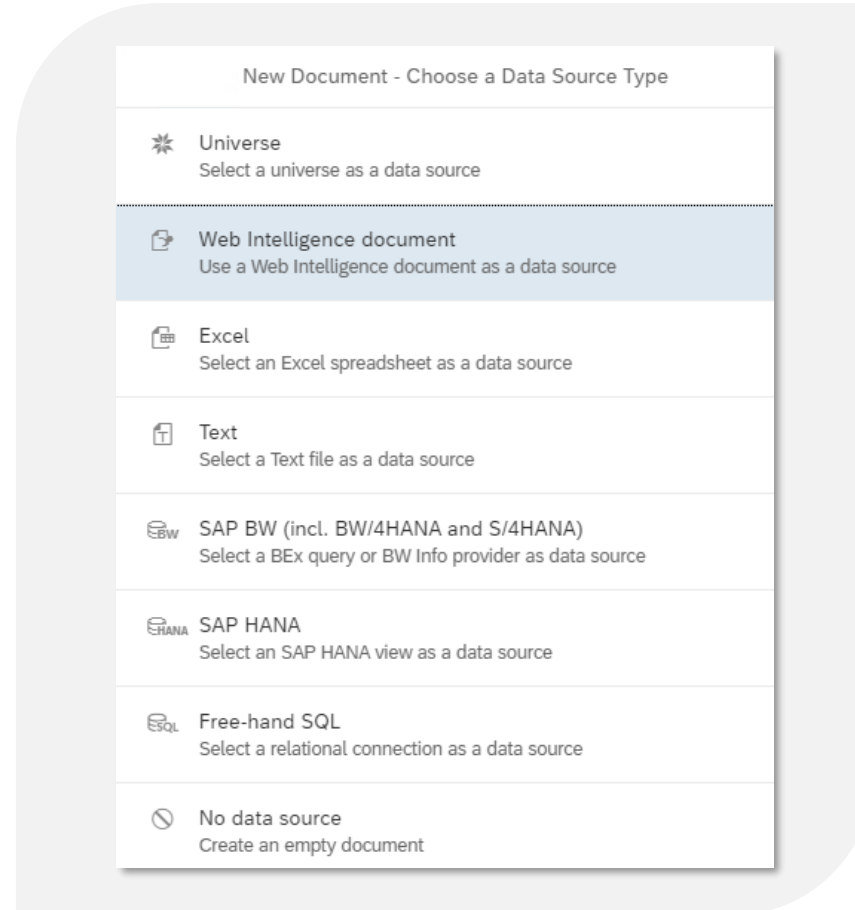 New Document - Choose a Data Source Type
Universe
Select a universe as a data source
Web Intelligence document
Use a Web Intelligence document as a data source
Excel
Select an Excel spreadsheet as a data source
T
Text
Select a Text file as a data source
BW
SAP BW (incl. BW/4HANA and S/4HANA)
Select a BEx query or BW Info provider as data source
HANA
SAP HANA
Select an SAP HANA view as a data source
SQL
Free-hand SQL
Select a relational connection as a data source
No data source
Create an empty document